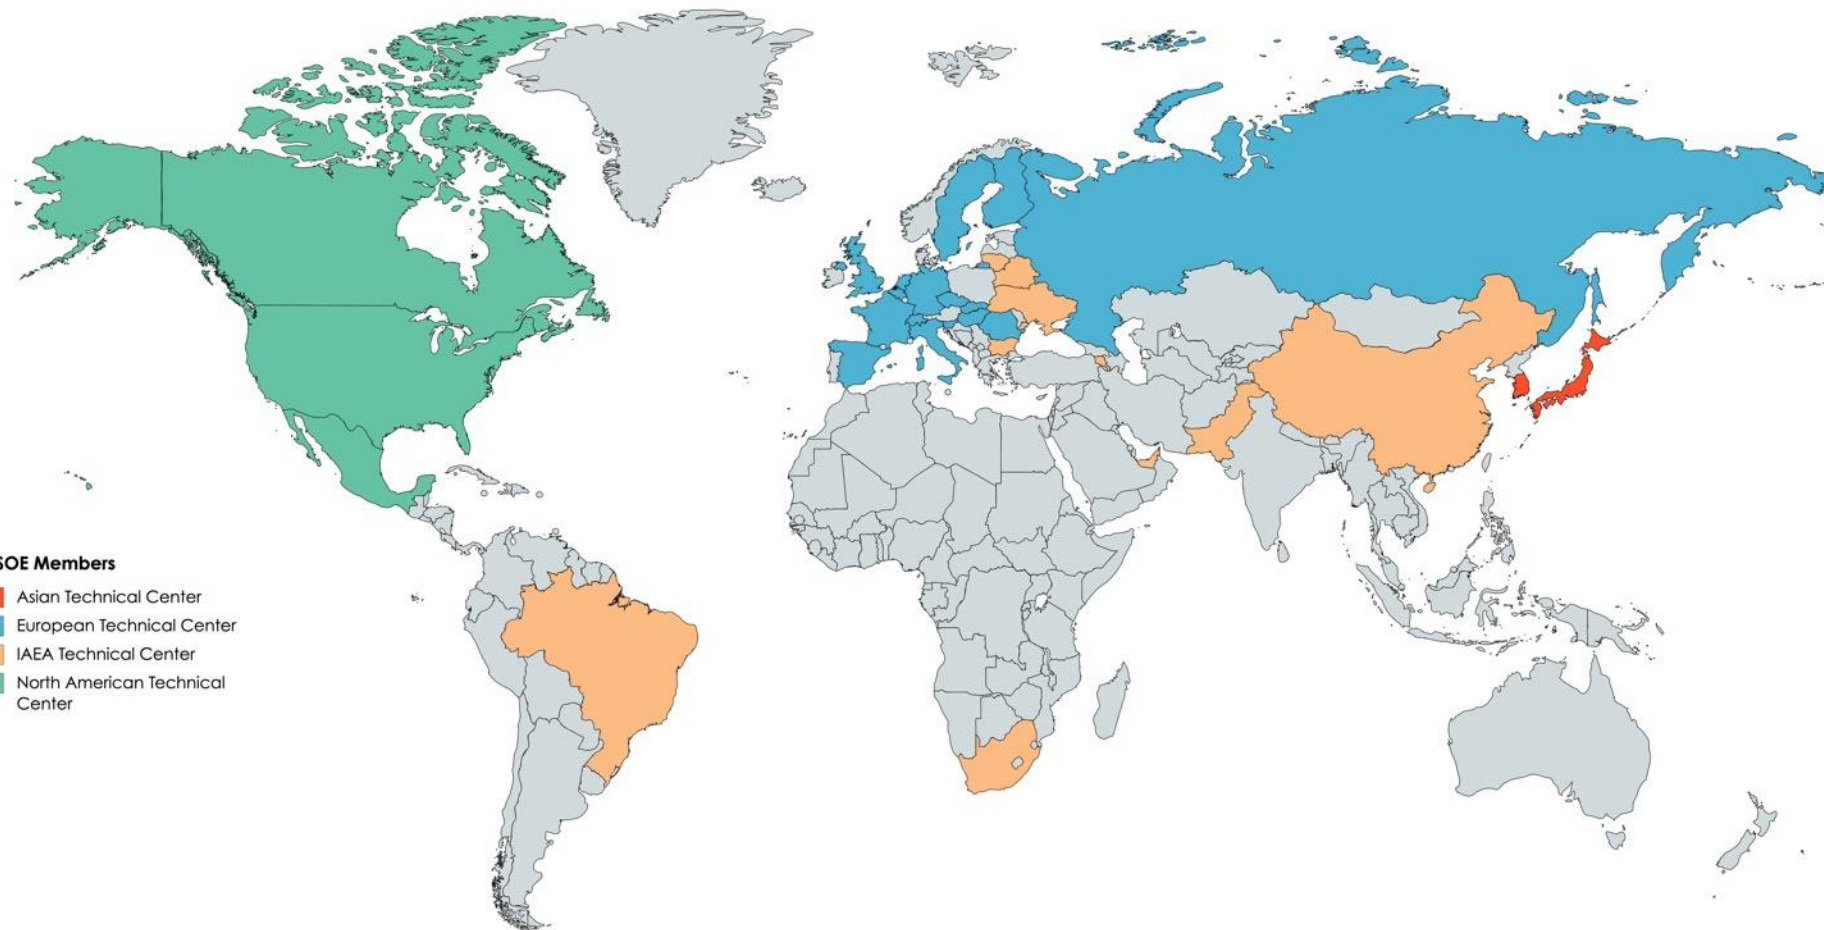 SOE Members
Asian Technical Center
European Technical Center
IAEA Technical Center
North American Technical
Center